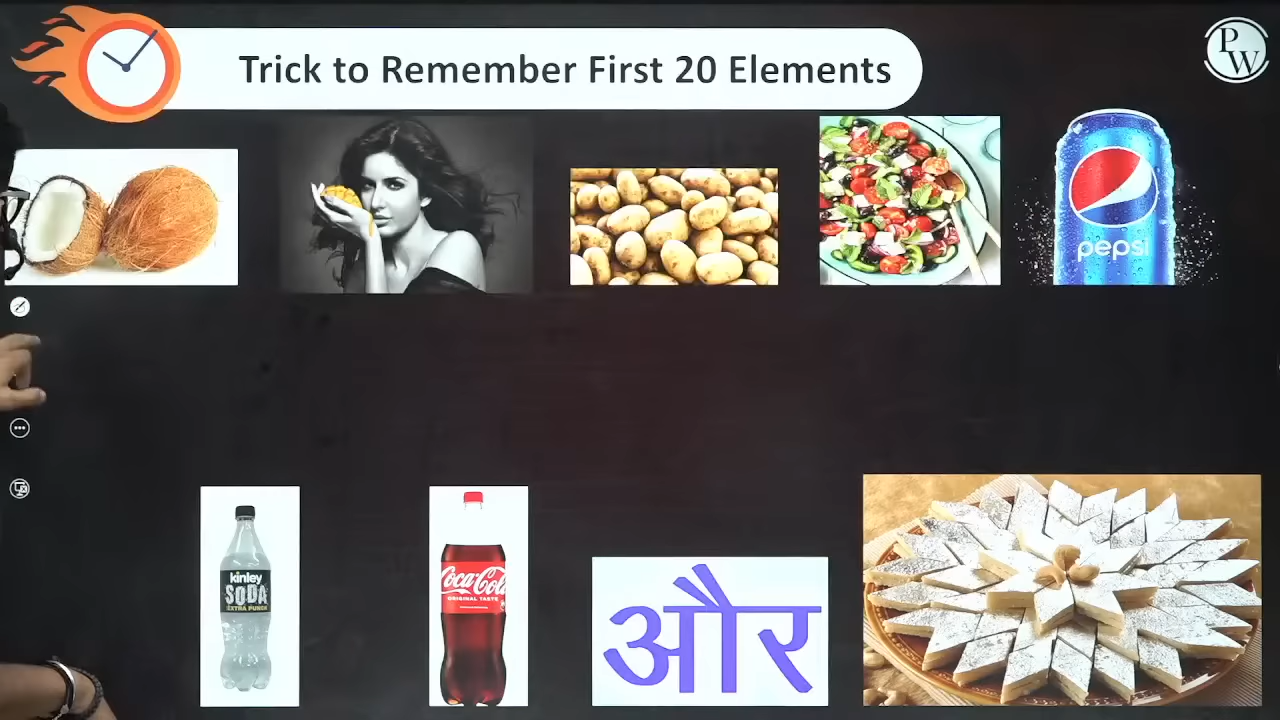 Trick to Remember First 20 Elements
PW
pepsi
kinley
SODA
EXTRA PUNCH
Coca-Cola
ORIGINAL TASTE
और